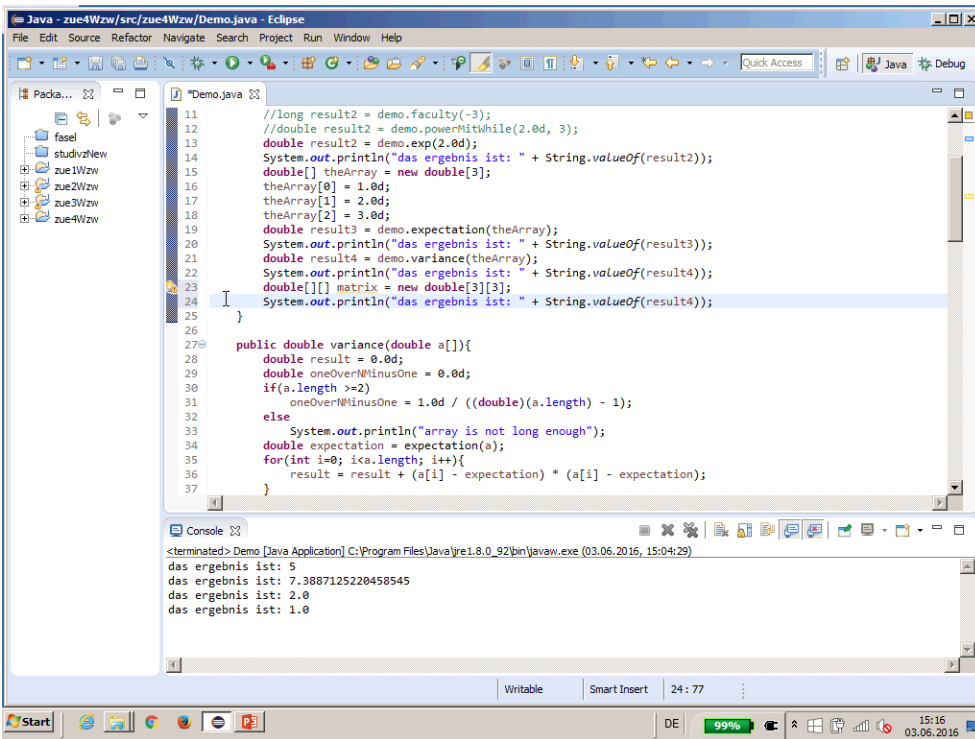 Java - zue4Wzw/src/zue4Wzw/Demo.java - Eclipse
File Edit Source Refactor Navigate Search Project Run Window Help
Quick Access Java Debug
Packa...
*Demo.java
fasel
studivzNew
zue1Wzw
zue2Wzw
zue3Wzw
zue4Wzw
11 //long result2 = demo.faculty(-3);
12 //double result2 = demo.powerMitWhile(2.0d, 3);
13 double result2 = demo.exp(2.0d);
14 System.out.println("das ergebnis ist: " + String.valueOf(result2));
15 double[] theArray = new double[3];
16 theArray[0] = 1.0d;
17 theArray[1] = 2.0d;
18 theArray[2] = 3.0d;
19 double result3 = demo.expectation(theArray);
20 System.out.println("das ergebnis ist: " + String.valueOf(result3));
21 double result4 = demo.variance(theArray);
22 System.out.println("das ergebnis ist: " + String.valueOf(result4));
23 double[][] matrix = new double[3][3];
24 System.out.println("das ergebnis ist: " + String.valueOf(result4));
25 }
26
27 public double variance(double a[]){
28 double result = 0.0d;
29 double oneOverNMinusOne = 0.0d;
30 if(a.length >=2)
31 oneOverNMinusOne = 1.0d / ((double)(a.length) - 1);
32 else
33 System.out.println("array is not long enough");
34 double expectation = expectation(a);
35 for(int i=0; i<a.length; i++){
36 result = result + (a[i] - expectation) * (a[i] - expectation);
37 }
Console
<terminated> Demo [Java Application] C:\Program Files\Java\jre1.8.0_92\bin\javaw.exe (03.06.2016, 15:04:29)
das ergebnis ist: 5
das ergebnis ist: 7.3887125220458545
das ergebnis ist: 2.0
das ergebnis ist: 1.0
Writable Smart Insert 24 : 77
Start DE 99% 15:16
03.06.2016